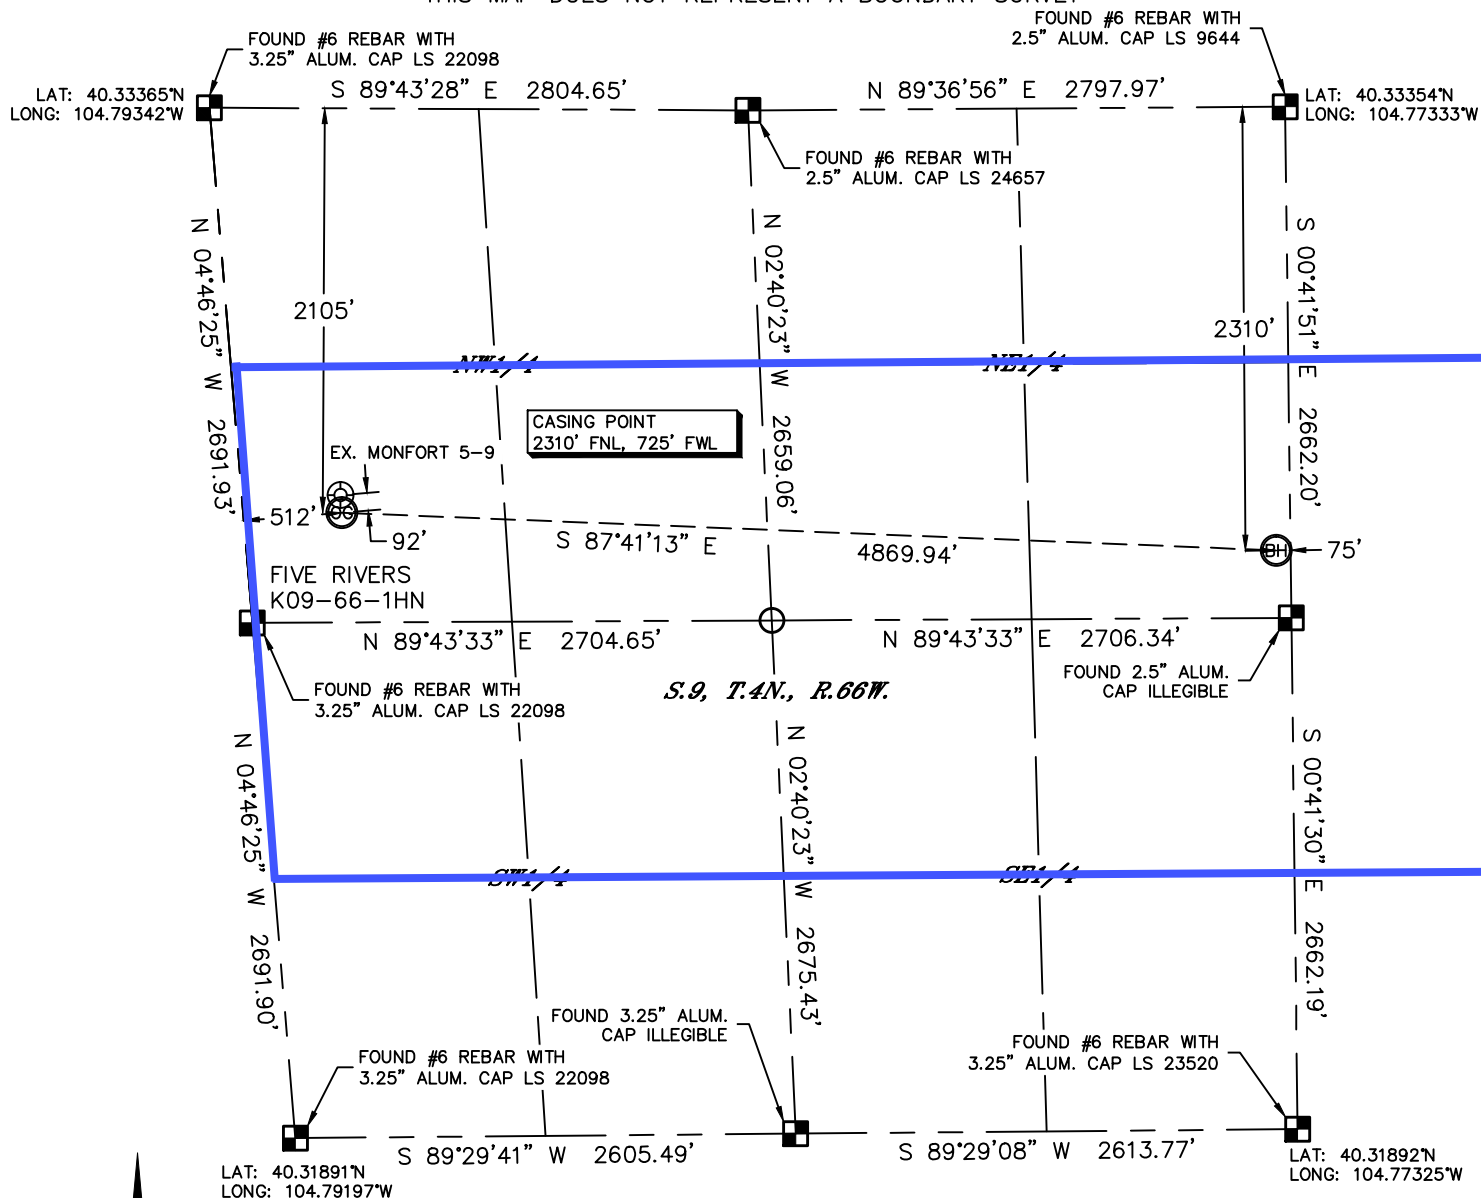 THIS MAP DOES NOT REPRESENT A BOUNDARY SURVEY
FOUND #6 REBAR WITH
3.25” ALUM. CAP LS 22098
FOUND #6 REBAR WITH
2.5” ALUM. CAP LS 9644
LAT: 40.33365°N
LONG: 104.79342°W
S 89°43’28” E 2804.65’
N 89°36’56” E 2797.97’
LAT: 40.33354°N
LONG: 104.77333°W
FOUND #6 REBAR WITH
2.5” ALUM. CAP LS 24657
N 04°46’25” W 2691.93’
N 02°40’23” W 2659.06’
S 00°41’51” E 2662.20’
2105’
2310’
NW1/4
NE1/4
CASING POINT
2310’ FNL, 725’ FWL
EX. MONFORT 5-9
512’
92’
S 87°41’13” E 4869.94’
BH
75’
FIVE RIVERS
K09-66-1HN
N 89°43’33” E 2704.65’
N 89°43’33” E 2706.34’
FOUND 2.5” ALUM.
CAP ILLEGIBLE
FOUND #6 REBAR WITH
3.25” ALUM. CAP LS 22098
S.9, T.4N., R.66W.
N 04°46’25” W 2691.90’
N 02°40’23” W 2675.43’
S 00°41’30” E 2662.19’
SW1/4
SE1/4
FOUND 3.25” ALUM.
CAP ILLEGIBLE
FOUND #6 REBAR WITH
3.25” ALUM. CAP LS 22098
FOUND #6 REBAR WITH
3.25” ALUM. CAP LS 23520
S 89°29’41” W 2605.49’
S 89°29’08” W 2613.77’
LAT: 40.31891°N
LONG: 104.79197°W
LAT: 40.31892°N
LONG: 104.77325°W